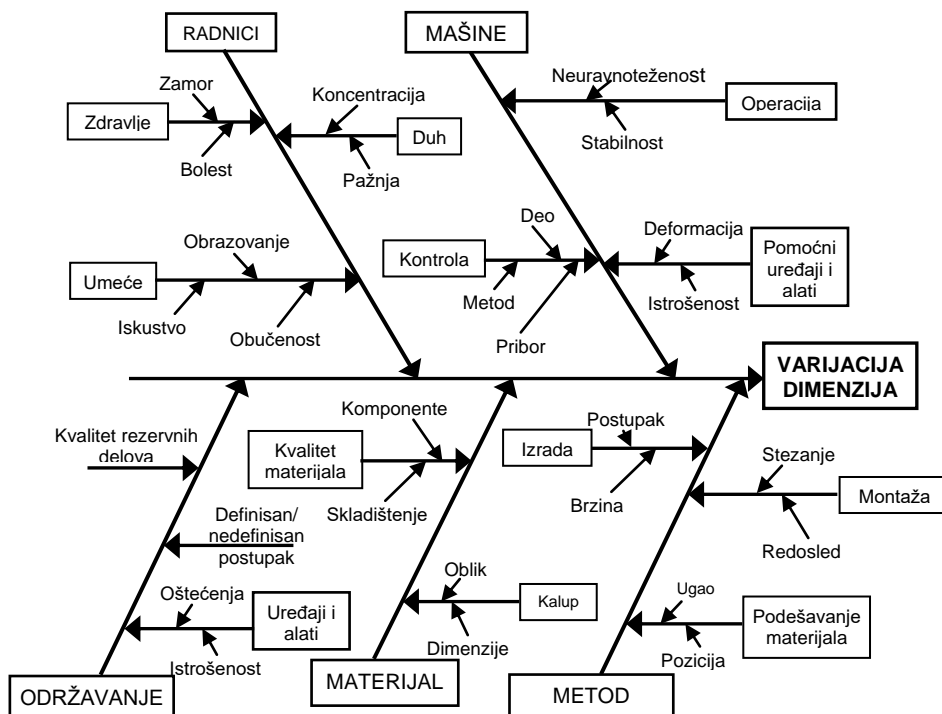 RADNICI
MAŠINE
Zamor
Zdravlje
Bolest
Koncentracija
Duh
Pažnja
Neuravnoteženost
Operacija
Stabilnost
Obrazovanje
Umeće
Iskustvo
Obučenost
Deo
Kontrola
Metod
Pribor
Deformacija
Pomoćni
uređaji i
alati
Istrošenost
VARIJACIJA
DIMENZIJA
Kvalitet rezervnih
delova
Komponente
Kvalitet
materijala
Skladištenje
Postupak
Izrada
Brzina
Stezanje
Montaža
Redosled
Definisan/
nedefinisan
postupak
Oštećenja
Uređaji i
alati
Istrošenost
Oblik
Kalup
Dimenzije
Ugao
Podešavanje
materijala
Pozicija
ODRŽAVANJE
MATERIJAL
METOD